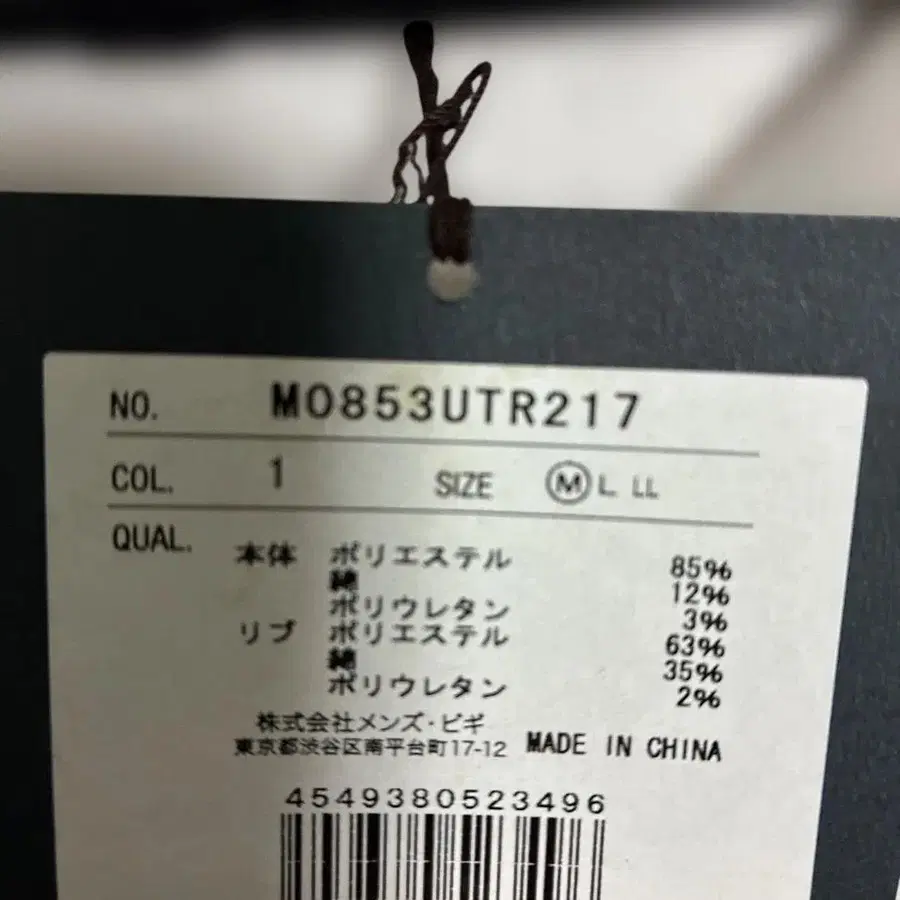 NO. M0853UTR217
COL. 1 SIZE M L LL
QUAL. 本体 ポリエステル 85%
綿 12%
ポリウレタン 3%
リブ ポリエステル 63%
綿 35%
ポリウレタン 2%
株式会社メンズ・ビギ
東京都渋谷区南平台町17-12 MADE IN CHINA
4549380523496